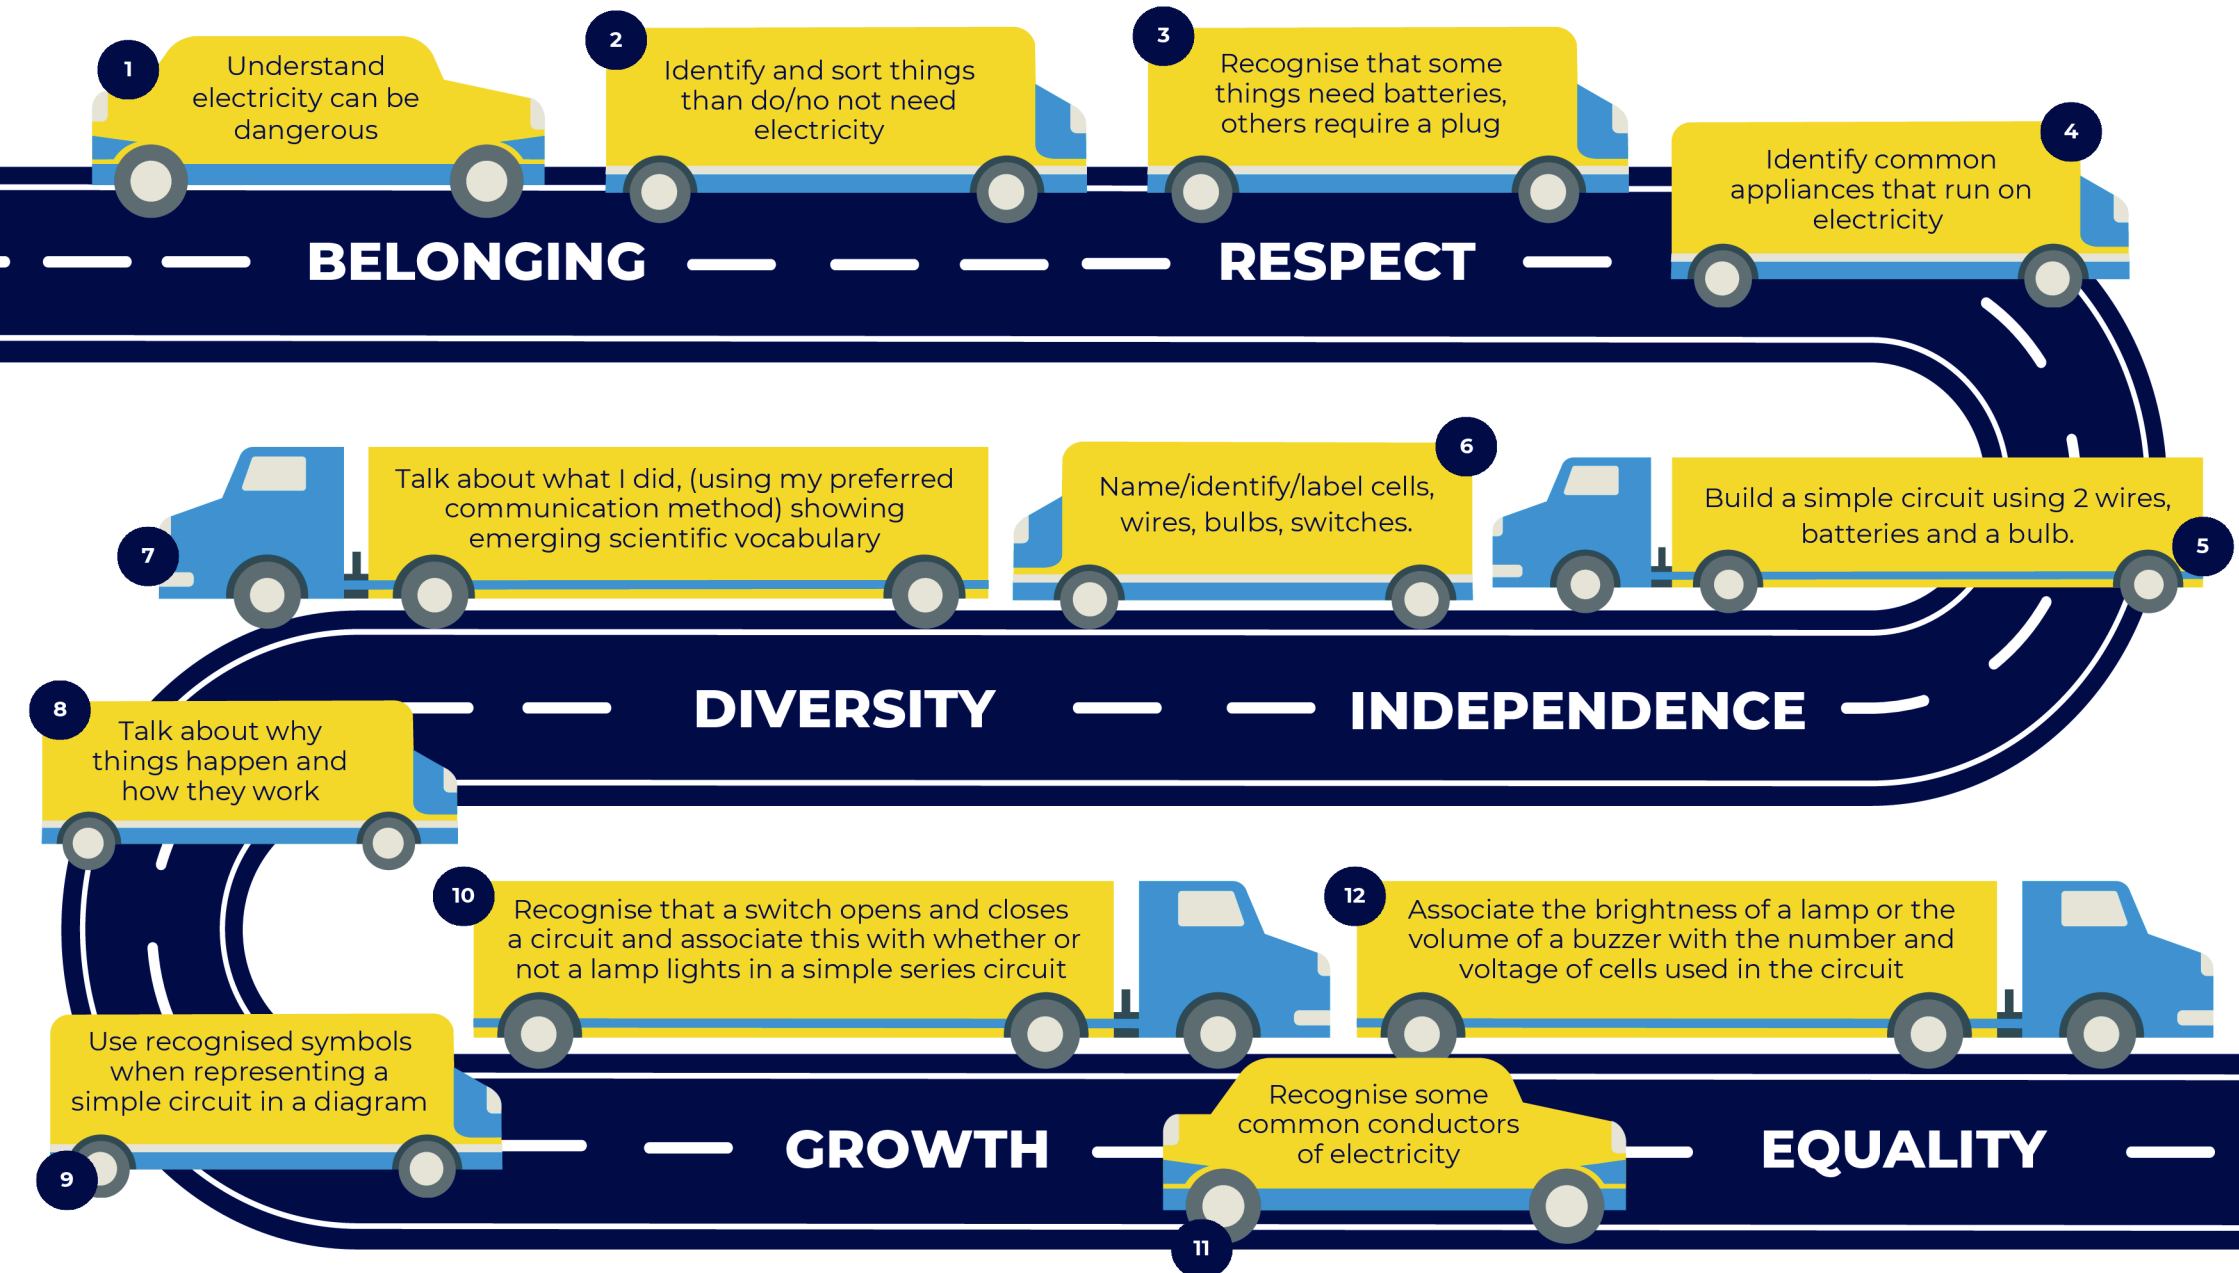 1
Understand
electricity can be
dangerous
2
Identify and sort things
than do/no not need
electricity
3
Recognise that some
things need batteries,
others require a plug
4
Identify common
appliances that run on
electricity
BELONGING
RESPECT
5
Build a simple circuit using 2 wires,
batteries and a bulb.
6
Name/identify/label cells,
wires, bulbs, switches.
7
Talk about what I did, (using my preferred
communication method) showing
emerging scientific vocabulary
DIVERSITY
INDEPENDENCE
8
Talk about why
things happen and
how they work
9
Use recognised symbols
when representing a
simple circuit in a diagram
10
Recognise that a switch opens and closes
a circuit and associate this with whether or
not a lamp lights in a simple series circuit
11
Recognise some
common conductors
of electricity
12
Associate the brightness of a lamp or the
volume of a buzzer with the number and
voltage of cells used in the circuit
GROWTH
EQUALITY